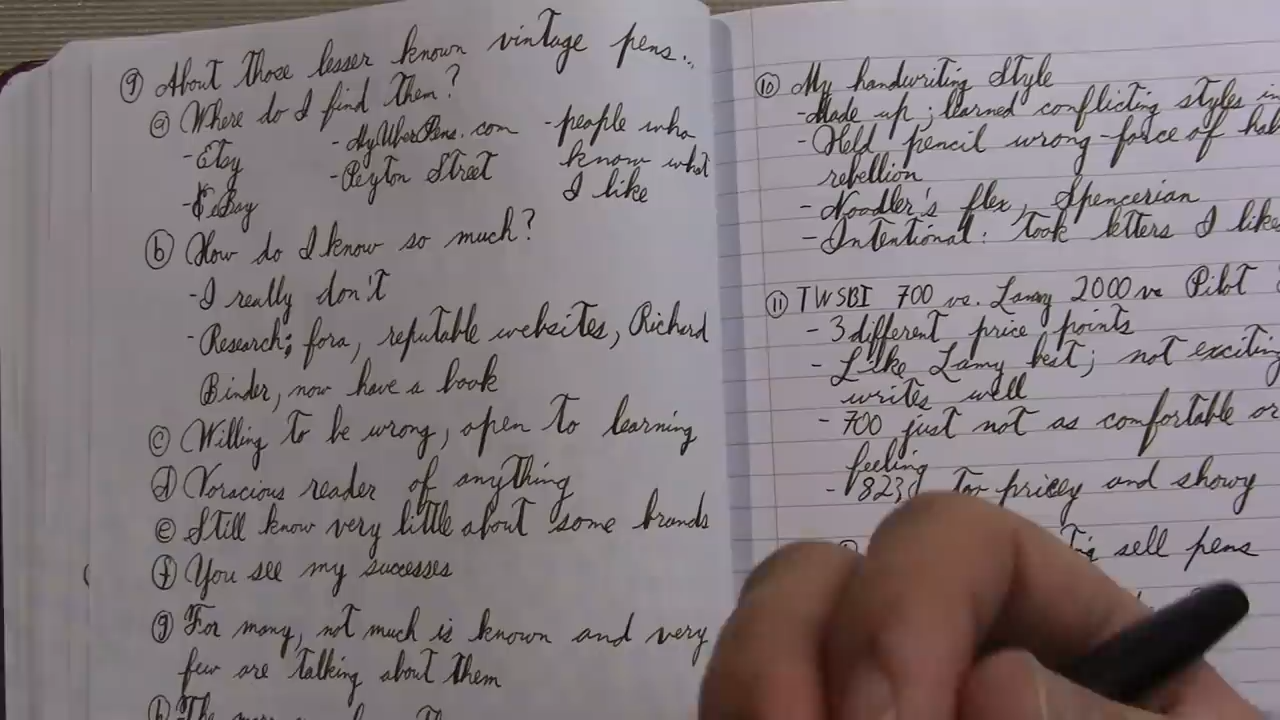 ⑨ About those lesser known vintage pens...
ⓐ Where do I find them?
-Etsy -MyUberPens.com -people who
-EeBay -Peyton Street know what
I like
ⓑ How do I know so much?
-I really don't
-Research; fora, reputable websites, Richard
Binder, now have a book
ⓒ Willing to be wrong, open to learning
ⓓ Voracious reader of anything
ⓔ Still know very little about some brands
ⓕ You see my successes
ⓖ For many, not much is known and very
few are talking about them
ⓗ The more
⑩ My handwriting Style
-Made up; learned conflicting styles in
-Held pencil wrong-force of
rebellion
-Noodler's flex, Spencerian
-Intentional: took letters I like
⑪ TWSBI 700 vs. Lamy 2000 vs Pilot
-3 different price points
-Like Lamy best; not exciting
writes well
-700 just not as comfortable or
feeling
-823 too pricey and showy
sell pens